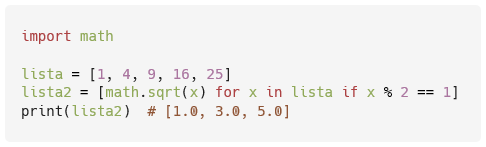 import math
lista = [1, 4, 9, 16, 25]
lista2 = [math.sqrt(x) for x in lista if x % 2 == 1]
print(lista2)  # [1.0, 3.0, 5.0]